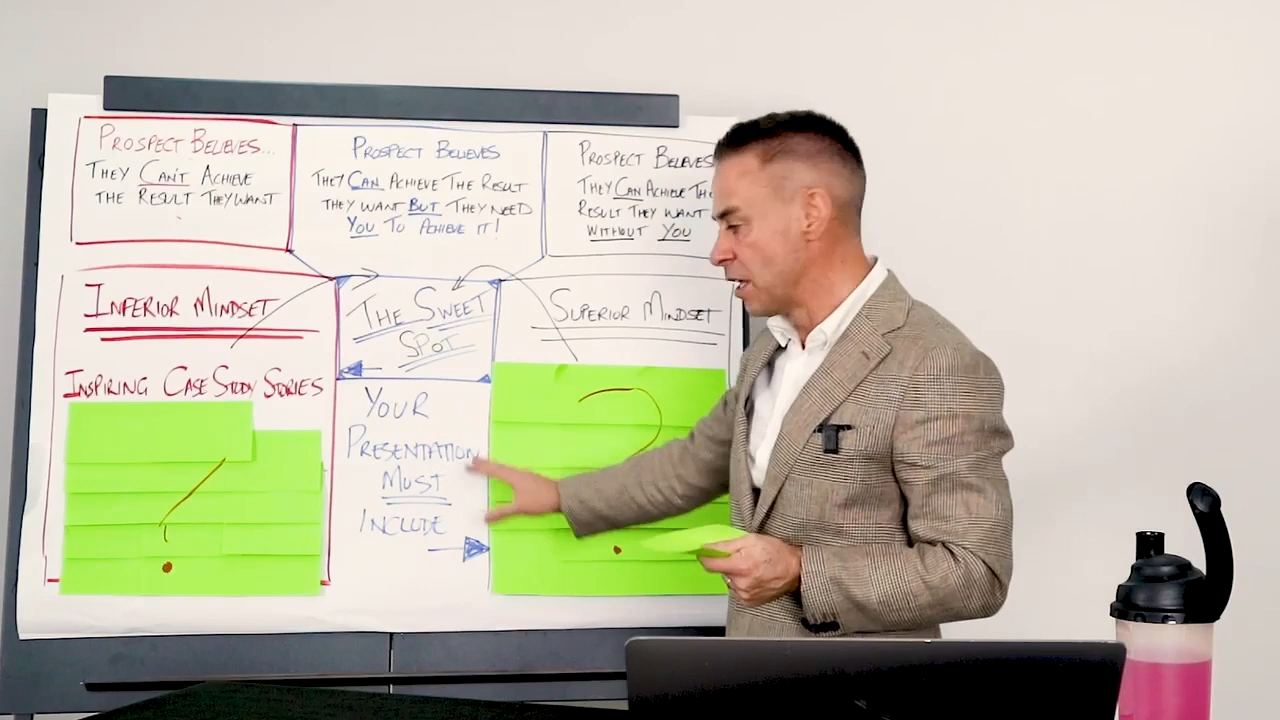 PROSPECT BELIEVES...
THEY CAN'T ACHIEVE
THE RESULT THEY WANT
PROSPECT BELIEVES
THEY CAN ACHIEVE THE RESULT
THEY WANT BUT THEY NEED
YOU TO ACHIEVE IT!
PROSPECT BELIEVES
THEY CAN ACHIEVE THE
RESULT THEY WANT
WITHOUT YOU
INFERIOR MINDSET
INSPIRING CASE STUDY STORIES
?
THE SWEET
SPOT
YOUR
PRESENTATION
MUST
INCLUDE
SUPERIOR MINDSET
?